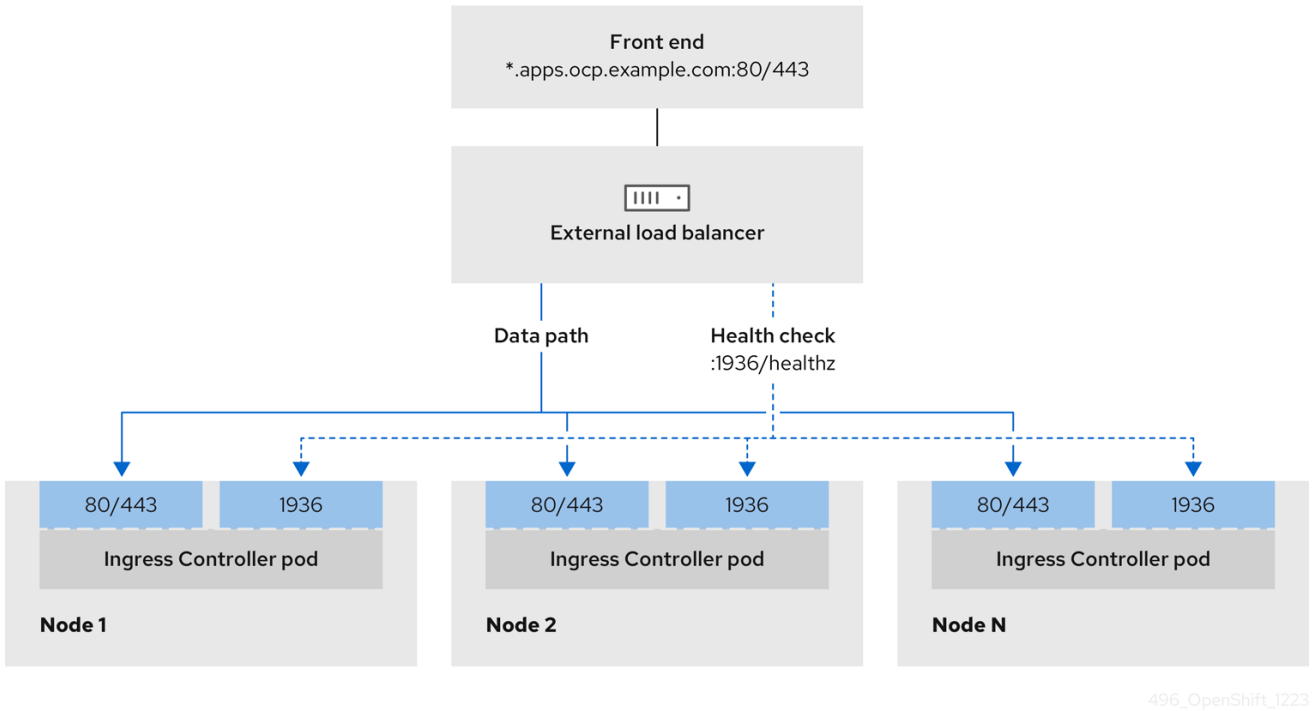 Front end
*.apps.ocp.example.com:80/443
External load balancer
Data path
Health check
:1936/healthz
80/443
1936
80/443
1936
80/443
1936
Ingress Controller pod
Ingress Controller pod
Ingress Controller pod
Node 1
Node 2
Node N
496_OpenShift_1223